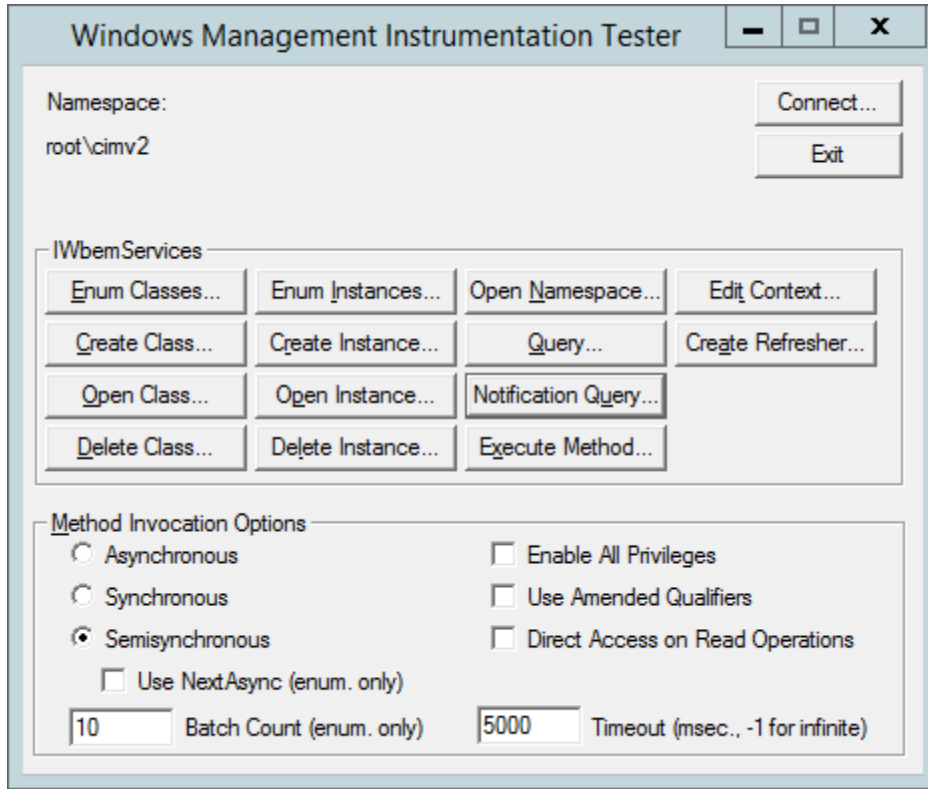 Windows Management Instrumentation Tester
Namespace:
Connect...
root\cimv2
Exit
IWbemServices
Enum Classes... Enum Instances... Open Namespace... Edit Context...
Create Class... Create Instance... Query... Create Refresher...
Open Class... Open Instance... Notification Query...
Delete Class... Delete Instance... Execute Method...
Method Invocation Options
Asynchronous Enable All Privileges
Synchronous Use Amended Qualifiers
Semisynchronous Direct Access on Read Operations
Use NextAsync (enum. only)
10 Batch Count (enum. only) 5000 Timeout (msec., -1 for infinite)